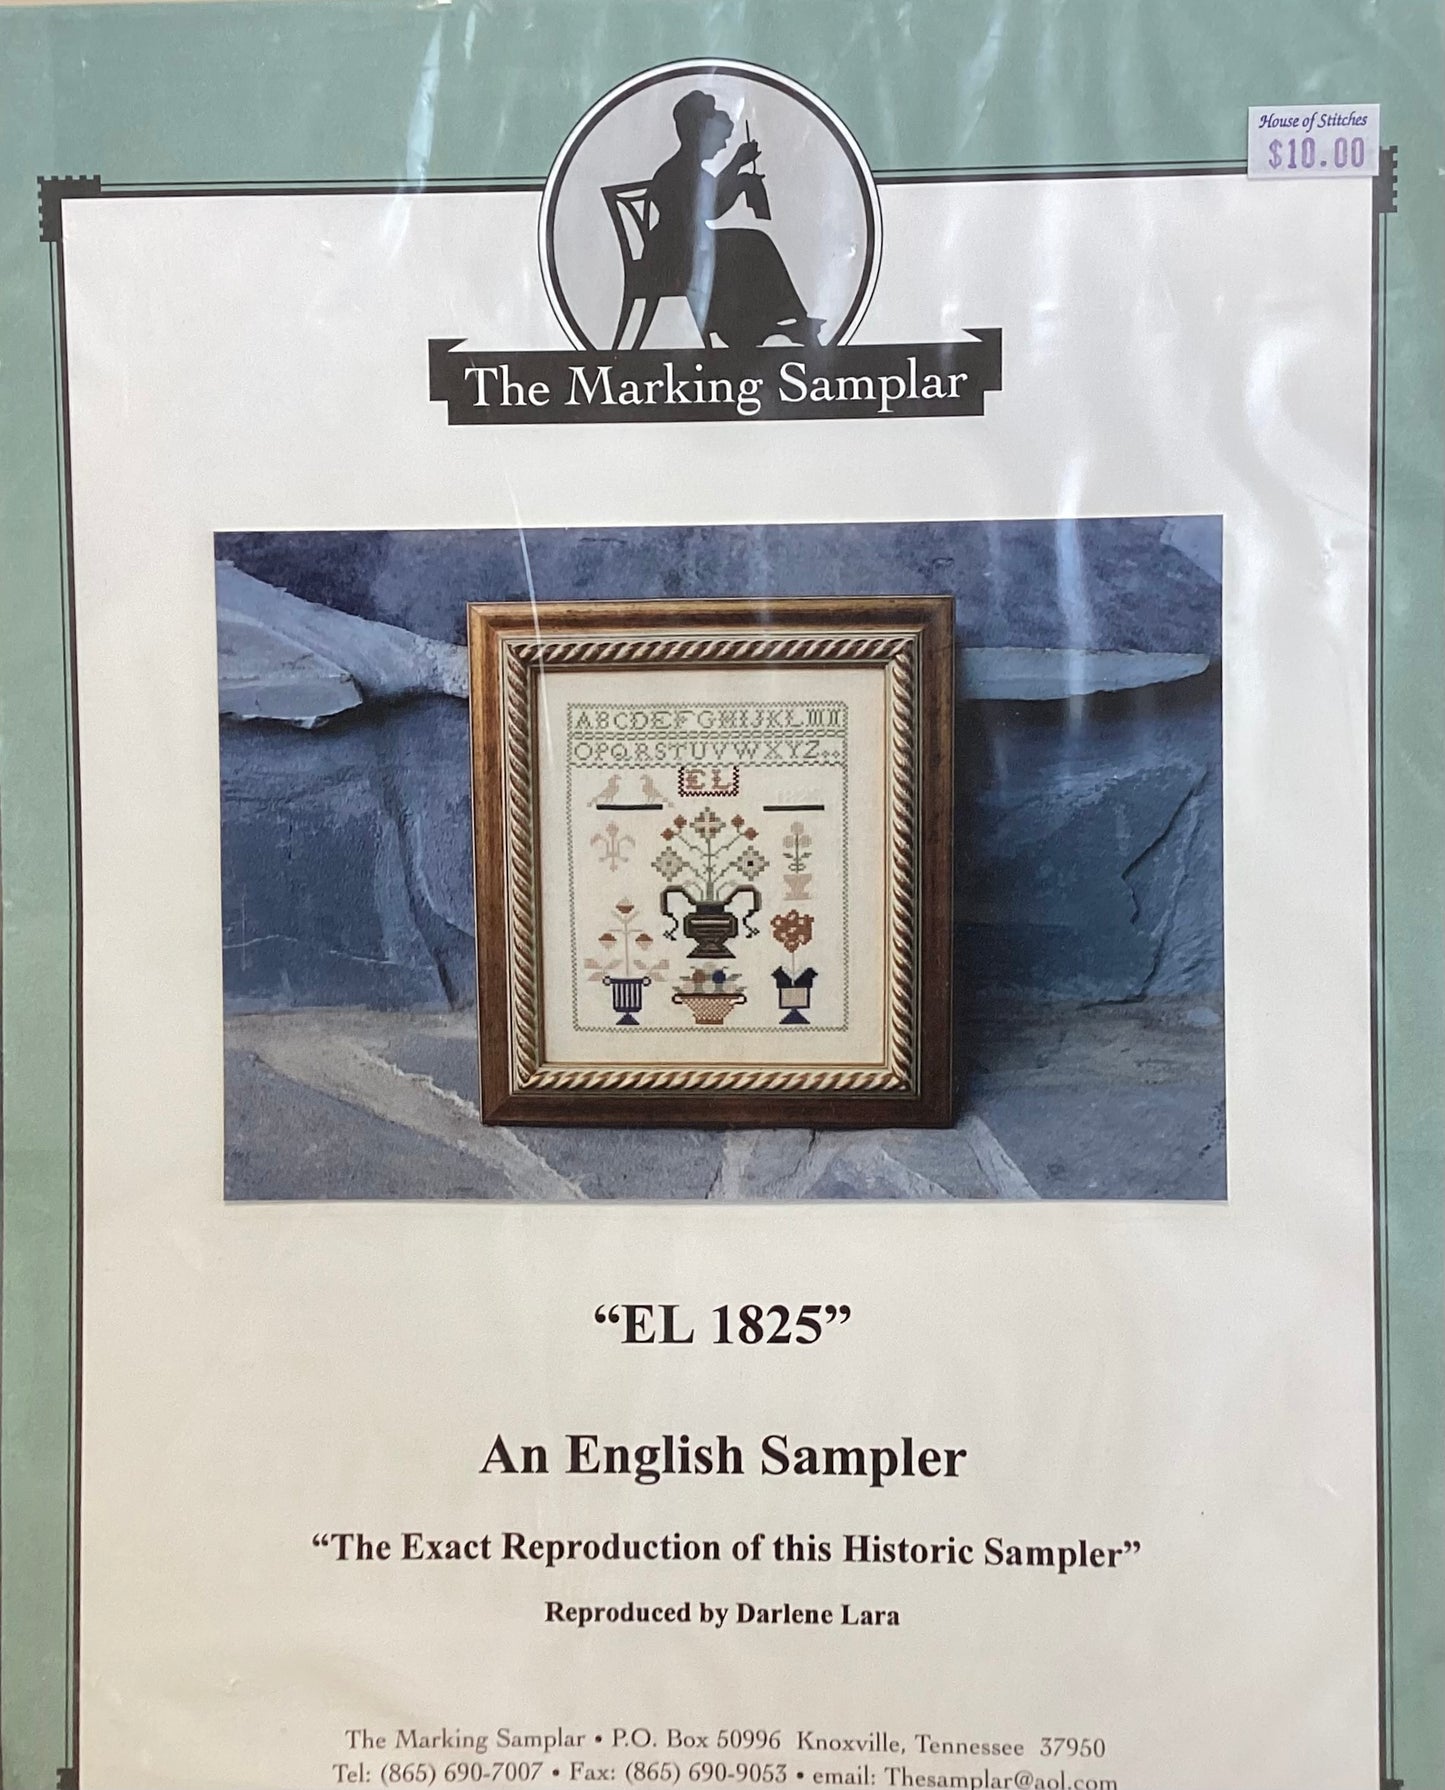 House of Stitches
$10.00
The Marking Samplar
ABCDEFGHIJKLM
OPQRSTUVWXYZ
EL
“EL 1825”
An English Sampler
“The Exact Reproduction of this Historic Sampler”
Reproduced by Darlene Lara
The Marking Samplar • P.O. Box 50996 Knoxville, Tennessee 37950
Tel: (865) 690-7007 • Fax: (865) 690-9053 • email: Thesamplar@aol.com